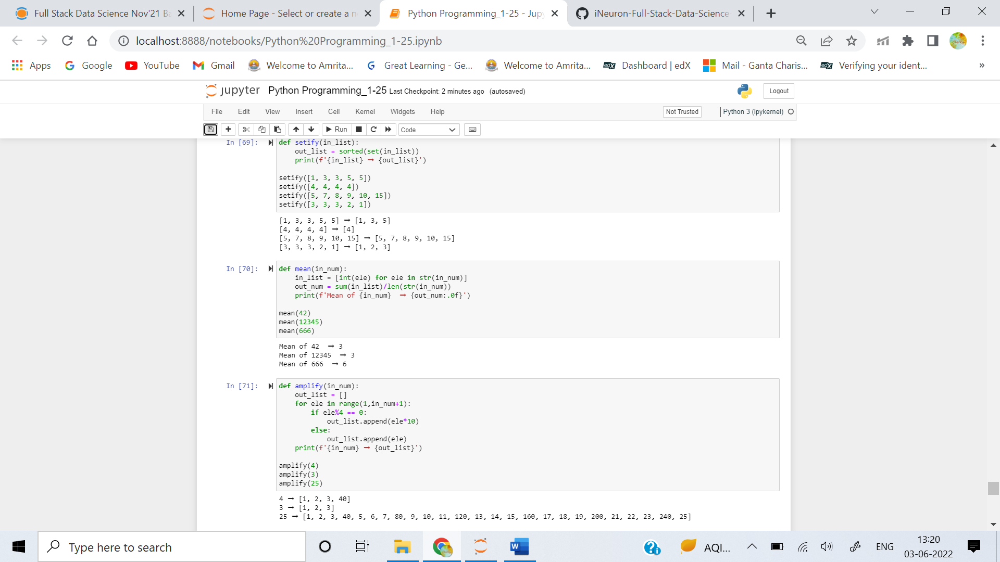 Full Stack Data Science Nov'21 Ba
Home Page - Select or create a n
Python Programming_1-25 - Jupy
iNeuron-Full-Stack-Data-Science-
localhost:8888/notebooks/Python%20Programming_1-25.ipynb
Apps
Google
YouTube
Gmail
Welcome to Amrita...
Great Learning - Ge...
Welcome to Amrita...
edX Dashboard | edX
Mail - Ganta Charis...
edX Verifying your ident...
»
jupyter Python Programming_1-25 Last Checkpoint: 2 minutes ago (autosaved)
Logout
File Edit View Insert Cell Kernel Widgets Help
Not Trusted
Python 3 (ipykernel)
Run
Code
In [69]:
def setify(in_list):
    out_list = sorted(set(in_list))
    print(f'{in_list} ➞ {out_list}')
setify([1, 3, 3, 5, 5])
setify([4, 4, 4, 4])
setify([5, 7, 8, 9, 10, 15])
setify([3, 3, 3, 2, 1])
[1, 3, 3, 5, 5] ➞ [1, 3, 5]
[4, 4, 4, 4] ➞ [4]
[5, 7, 8, 9, 10, 15] ➞ [5, 7, 8, 9, 10, 15]
[3, 3, 3, 2, 1] ➞ [1, 2, 3]
In [70]:
def mean(in_num):
    in_list = [int(ele) for ele in str(in_num)]
    out_num = sum(in_list)/len(str(in_num))
    print(f'Mean of {in_num}  ➞ {out_num:.0f}')
mean(42)
mean(12345)
mean(666)
Mean of 42  ➞ 3
Mean of 12345  ➞ 3
Mean of 666  ➞ 6
In [71]:
def amplify(in_num):
    out_list = []
    for ele in range(1,in_num+1):
        if ele%4 == 0:
            out_list.append(ele*10)
        else:
            out_list.append(ele)
    print(f'{in_num} ➞ {out_list}')
amplify(4)
amplify(3)
amplify(25)
4 ➞ [1, 2, 3, 40]
3 ➞ [1, 2, 3]
25 ➞ [1, 2, 3, 40, 5, 6, 7, 80, 9, 10, 11, 120, 13, 14, 15, 160, 17, 18, 19, 200, 21, 22, 23, 240, 25]
Type here to search
AQI...
ENG
13:20
03-06-2022